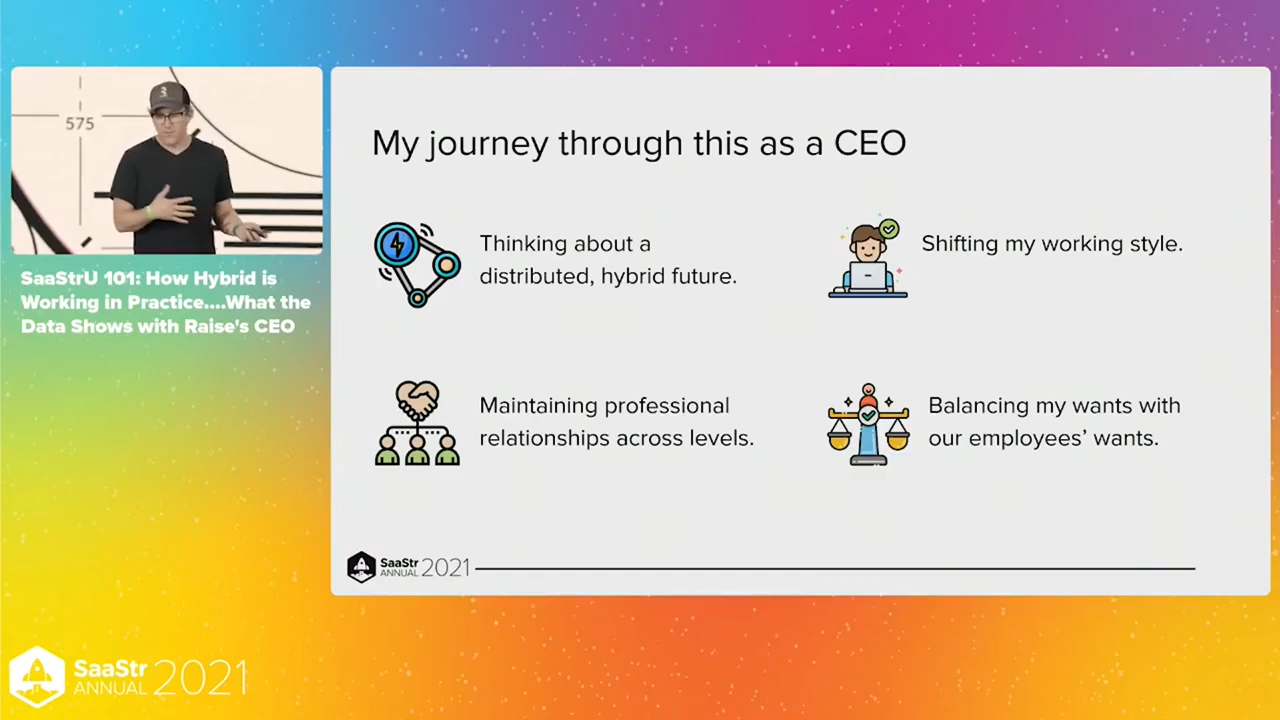 575
SaaStrU 101: How Hybrid is
Working in Practice....What the
Data Shows with Raise's CEO
My journey through this as a CEO
Thinking about a
distributed, hybrid future.
Shifting my working style.
Maintaining professional
relationships across levels.
Balancing my wants with
our employees’ wants.
SaaStr
ANNUAL 2021
SaaStr
ANNUAL 2021